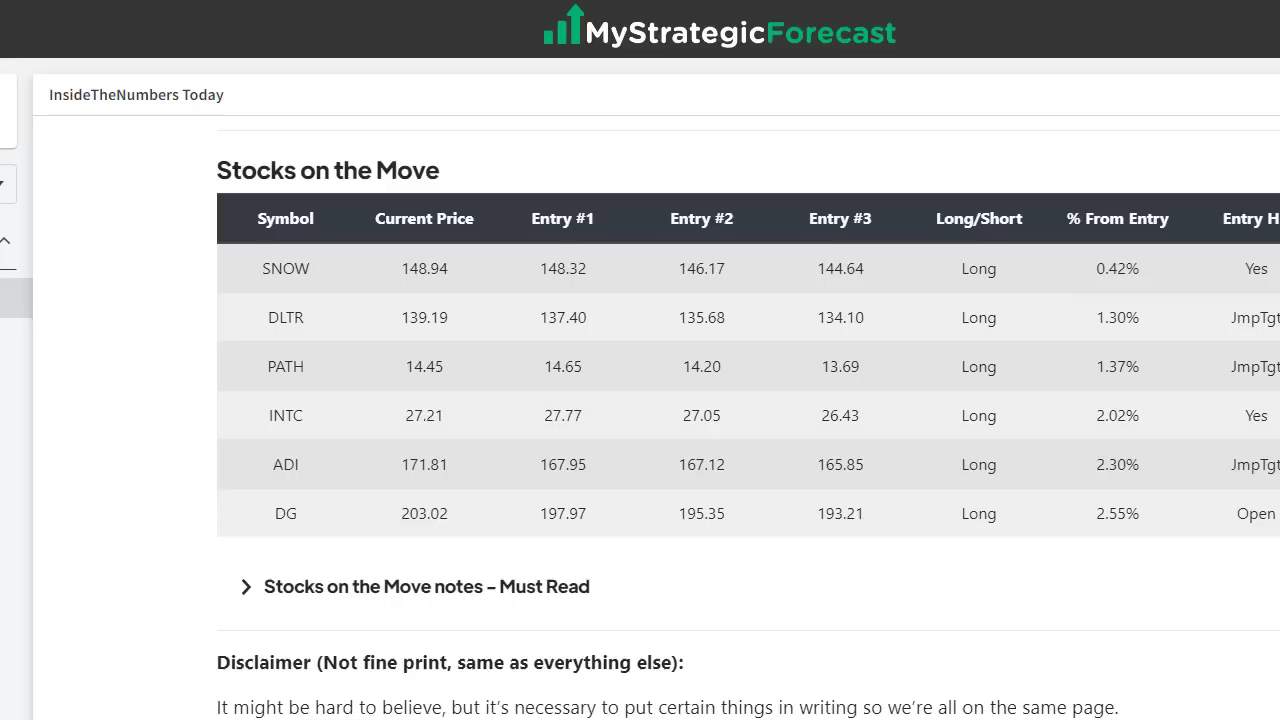 MyStrategicForecast
InsideTheNumbers Today
Stocks on the Move
Symbol Current Price Entry #1 Entry #2 Entry #3 Long/Short % From Entry Entry H
SNOW 148.94 148.32 146.17 144.64 Long 0.42% Yes
DLTR 139.19 137.40 135.68 134.10 Long 1.30% JmpTgt
PATH 14.45 14.65 14.20 13.69 Long 1.37% JmpTgt
INTC 27.21 27.77 27.05 26.43 Long 2.02% Yes
ADI 171.81 167.95 167.12 165.85 Long 2.30% JmpTgt
DG 203.02 197.97 195.35 193.21 Long 2.55% Open
Stocks on the Move notes – Must Read
Disclaimer (Not fine print, same as everything else):
It might be hard to believe, but it’s necessary to put certain things in writing so we’re all on the same page.